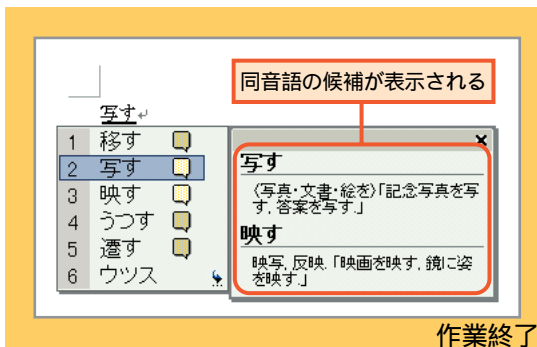 同音語の候補が表示される
写す
1 移す
2 写す
3 映す
4 うつす
5 遷す
6 ウツス
写す
〈写真・文書・絵を〉「記念写真を写
す, 答案を写す.」
映す
映写, 反映. 「映画を映す, 鏡に姿
を映す.」
作業終了